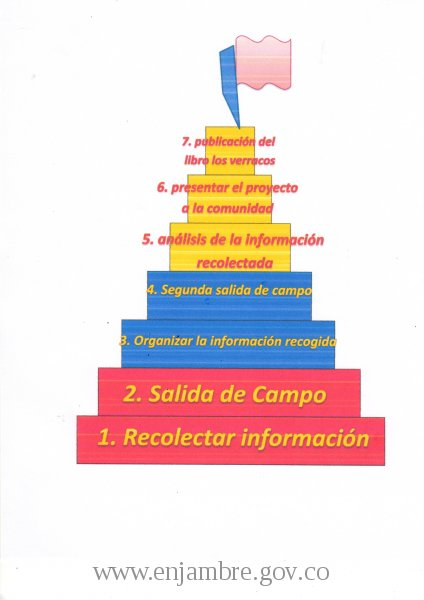 7. publicación del
libro los verracos
6. presentar el proyecto
a la comunidad
5. análisis de la información
recolectada
4. Segunda salida de campo
3. Organizar la información recogida
2. Salida de Campo
1. Recolectar información
www.enjambre.gov.co